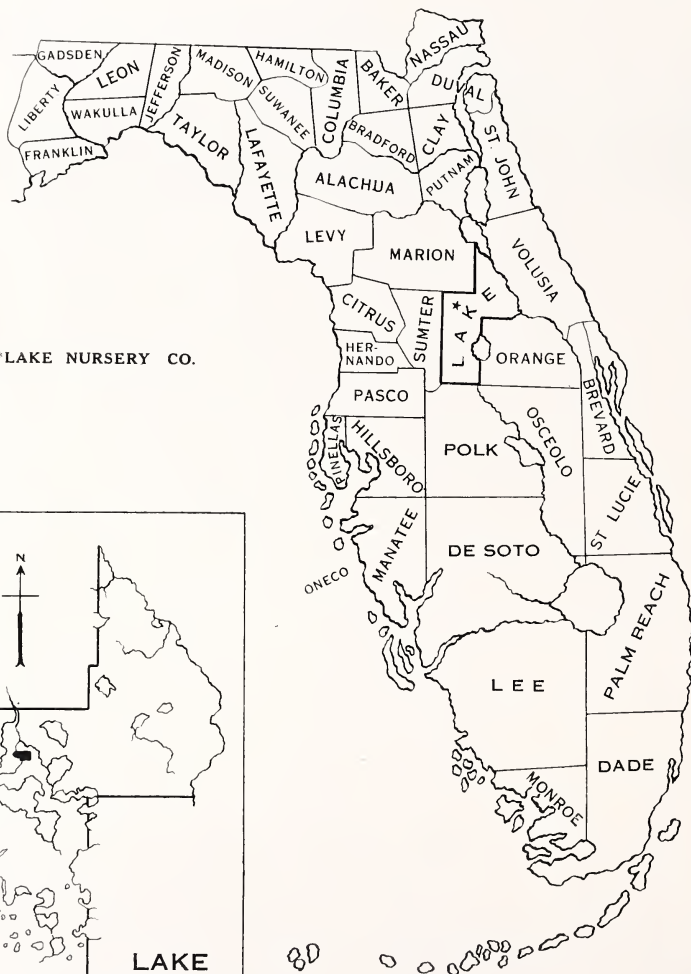 NASSAU
GADSDEN
LEON
JEFFERSON
MADISON
HAMILTON
COLUMBIA
BAKER
DUVAL
LIBERTY
WAKULLA
SUWANEE
TAYLOR
LAFAYETTE
BRADFORD
CLAY
ST. JOHN
FRANKLIN
ALACHUA
PUTNAM
LEVY
MARION
VOLUSIA
CITRUS
SUMTER
LAKE
LAKE NURSERY CO.
HER-
NANDO
ORANGE
PASCO
BREVARD
PINELLAS
HILLSBORO
POLK
OSCEOLO
MANATEE
DE SOTO
ST LUCIE
ONECO
N
PALM BEACH
LEE
DADE
MONROE
LAKE